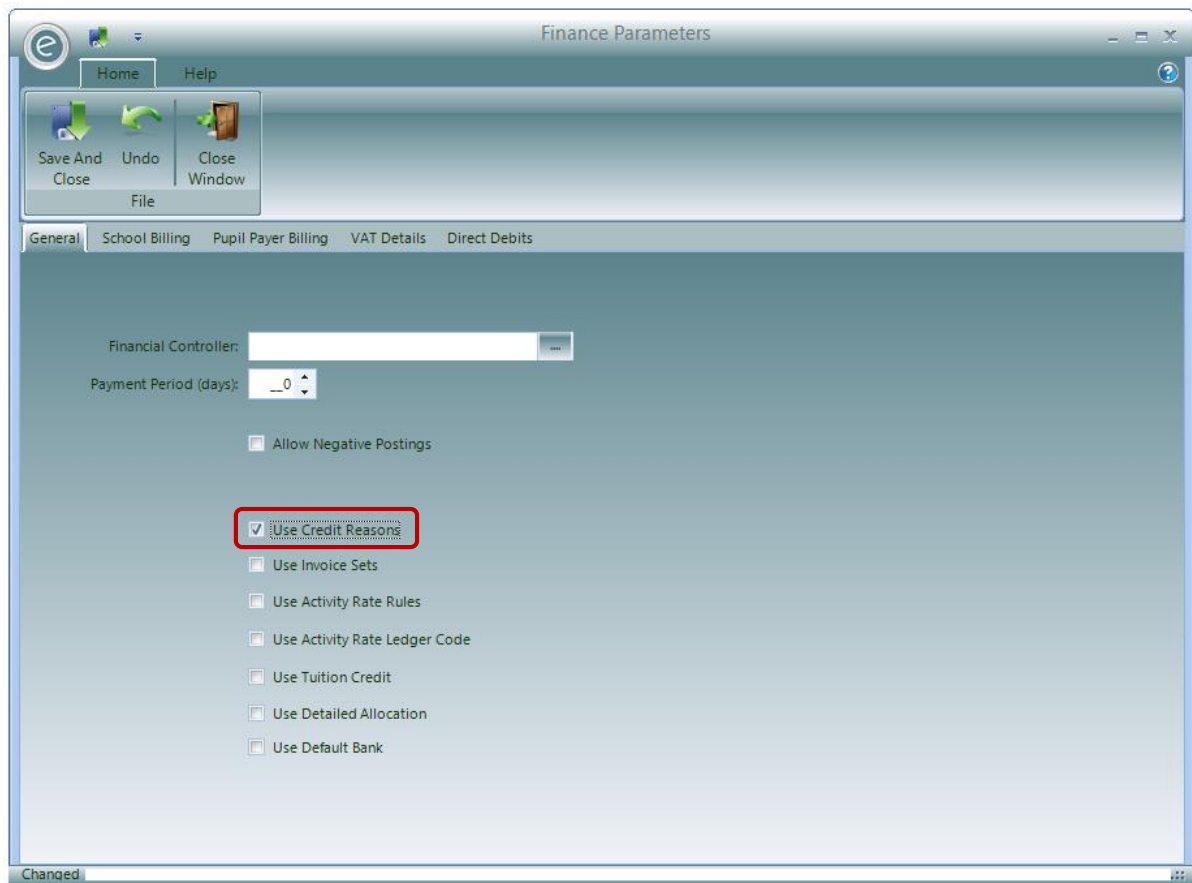 Finance Parameters
Home Help
Save And Close
Undo
Close Window
File
General School Billing Pupil Payer Billing VAT Details Direct Debits
Financial Controller:
...
Payment Period (days): __0
Allow Negative Postings
Use Credit Reasons
Use Invoice Sets
Use Activity Rate Rules
Use Activity Rate Ledger Code
Use Tuition Credit
Use Detailed Allocation
Use Default Bank
Changed